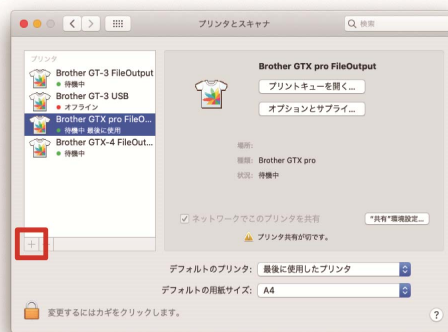 プリンタとスキャナ
検索
プリンタ
Brother GT-3 FileOutput
待機中
Brother GT-3 USB
オフライン
Brother GTX pro FileO...
待機中 最後に使用
Brother GTX-4 FileOut...
待機中
+
Brother GTX pro FileOutput
プリントキューを開く...
オプションとサプライ...
場所:
種類: Brother GTX pro
状況: 待機中
ネットワークでこのプリンタを共有
"共有"環境設定...
プリンタ共有が切です。
デフォルトのプリンタ: 最後に使用したプリンタ
デフォルトの用紙サイズ: A4
変更するにはカギをクリックします。
?